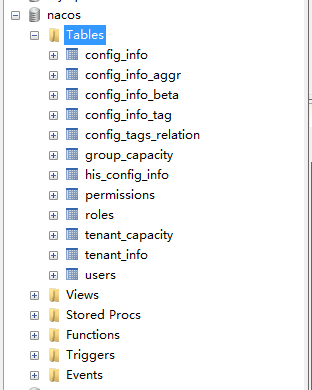 nacos
Tables
config_info
config_info_aggr
config_info_beta
config_info_tag
config_tags_relation
group_capacity
his_config_info
permissions
roles
tenant_capacity
tenant_info
users
Views
Stored Procs
Functions
Triggers
Events